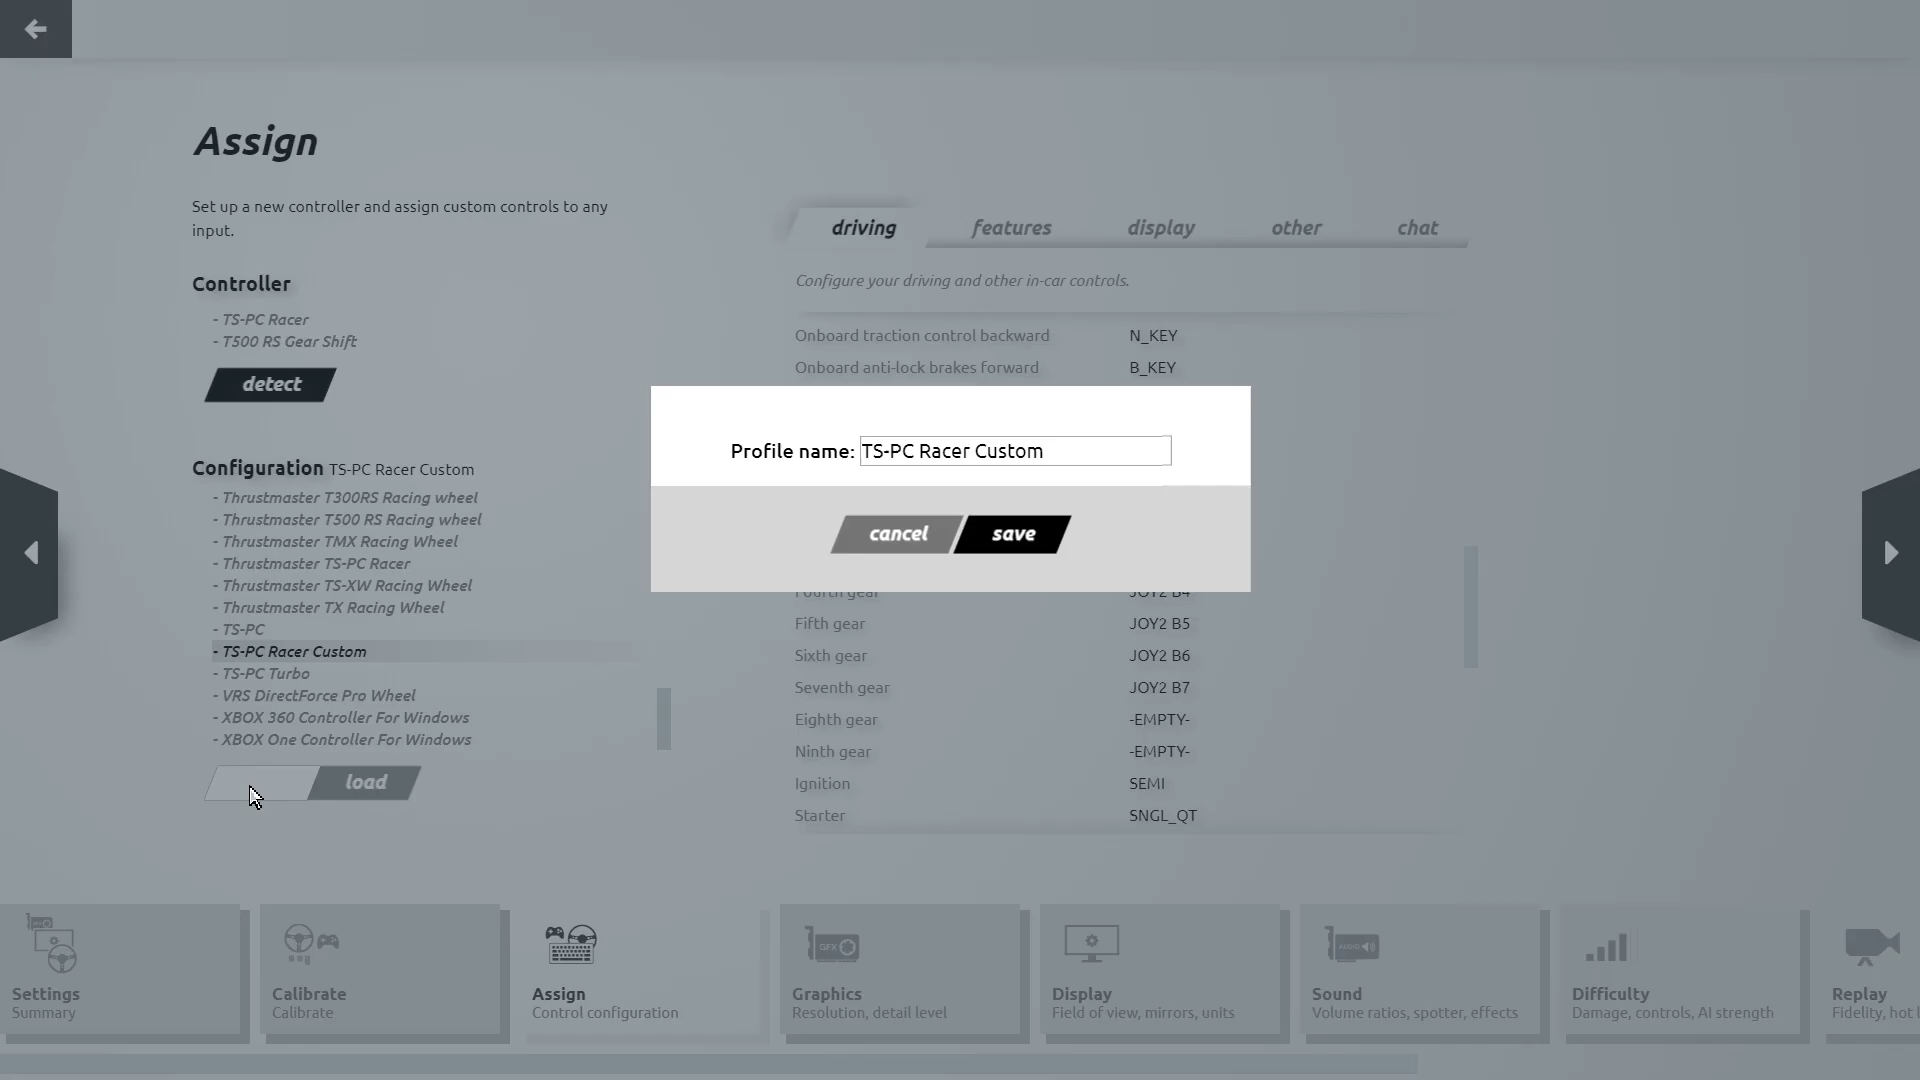 Assign
Set up a new controller and assign custom controls to any
input.
Controller
- TS-PC Racer
- T500 RS Gear Shift
detect
Configuration TS-PC Racer Custom
- Thrustmaster T300RS Racing wheel
- Thrustmaster T500 RS Racing wheel
- Thrustmaster TMX Racing Wheel
- Thrustmaster TS-PC Racer
- Thrustmaster TS-XW Racing Wheel
- Thrustmaster TX Racing Wheel
- TS-PC
- TS-PC Racer Custom
- TS-PC Turbo
- VRS DirectForce Pro Wheel
- XBOX 360 Controller For Windows
- XBOX One Controller For Windows
load
driving features display other chat
Configure your driving and other in-car controls.
Onboard traction control backward N_KEY
Onboard anti-lock brakes forward B_KEY
Profile name: TS-PC Racer Custom
cancel save
Fourth gear JOY2 B4
Fifth gear JOY2 B5
Sixth gear JOY2 B6
Seventh gear JOY2 B7
Eighth gear -EMPTY-
Ninth gear -EMPTY-
Ignition SEMI
Starter SNGL_QT
Settings
Summary
Calibrate
Calibrate
Assign
Control configuration
GFX
Graphics
Resolution, detail level
Display
Field of view, mirrors, units
AUDIO
Sound
Volume ratios, spotter, effects
Difficulty
Damage, controls, AI strength
Replay
Fidelity, hot l